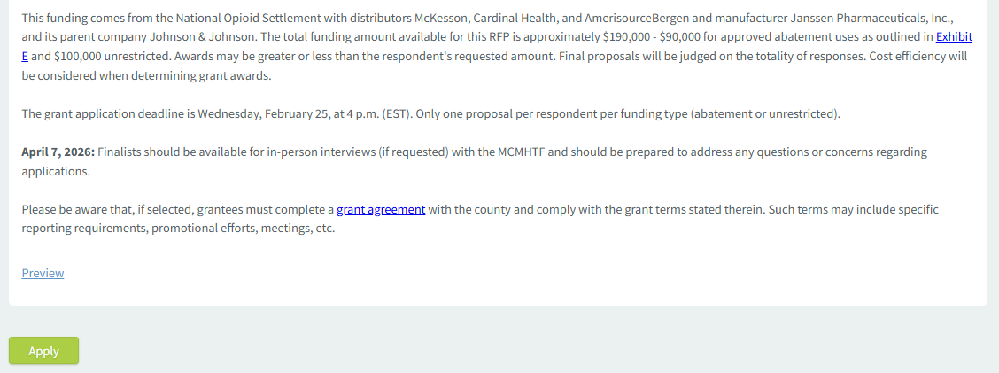 This funding comes from the National Opioid Settlement with distributors McKesson, Cardinal Health, and AmerisourceBergen and manufacturer Janssen Pharmaceuticals, Inc.,
and its parent company Johnson & Johnson. The total funding amount available for this RFP is approximately $190,000 - $90,000 for approved abatement uses as outlined in Exhibit
E and $100,000 unrestricted. Awards may be greater or less than the respondent's requested amount. Final proposals will be judged on the totality of responses. Cost efficiency will
be considered when determining grant awards.
The grant application deadline is Wednesday, February 25, at 4 p.m. (EST). Only one proposal per respondent per funding type (abatement or unrestricted).
April 7, 2026: Finalists should be available for in-person interviews (if requested) with the MCMHTF and should be prepared to address any questions or concerns regarding
applications.
Please be aware that, if selected, grantees must complete a grant agreement with the county and comply with the grant terms stated therein. Such terms may include specific
reporting requirements, promotional efforts, meetings, etc.
Preview
Apply